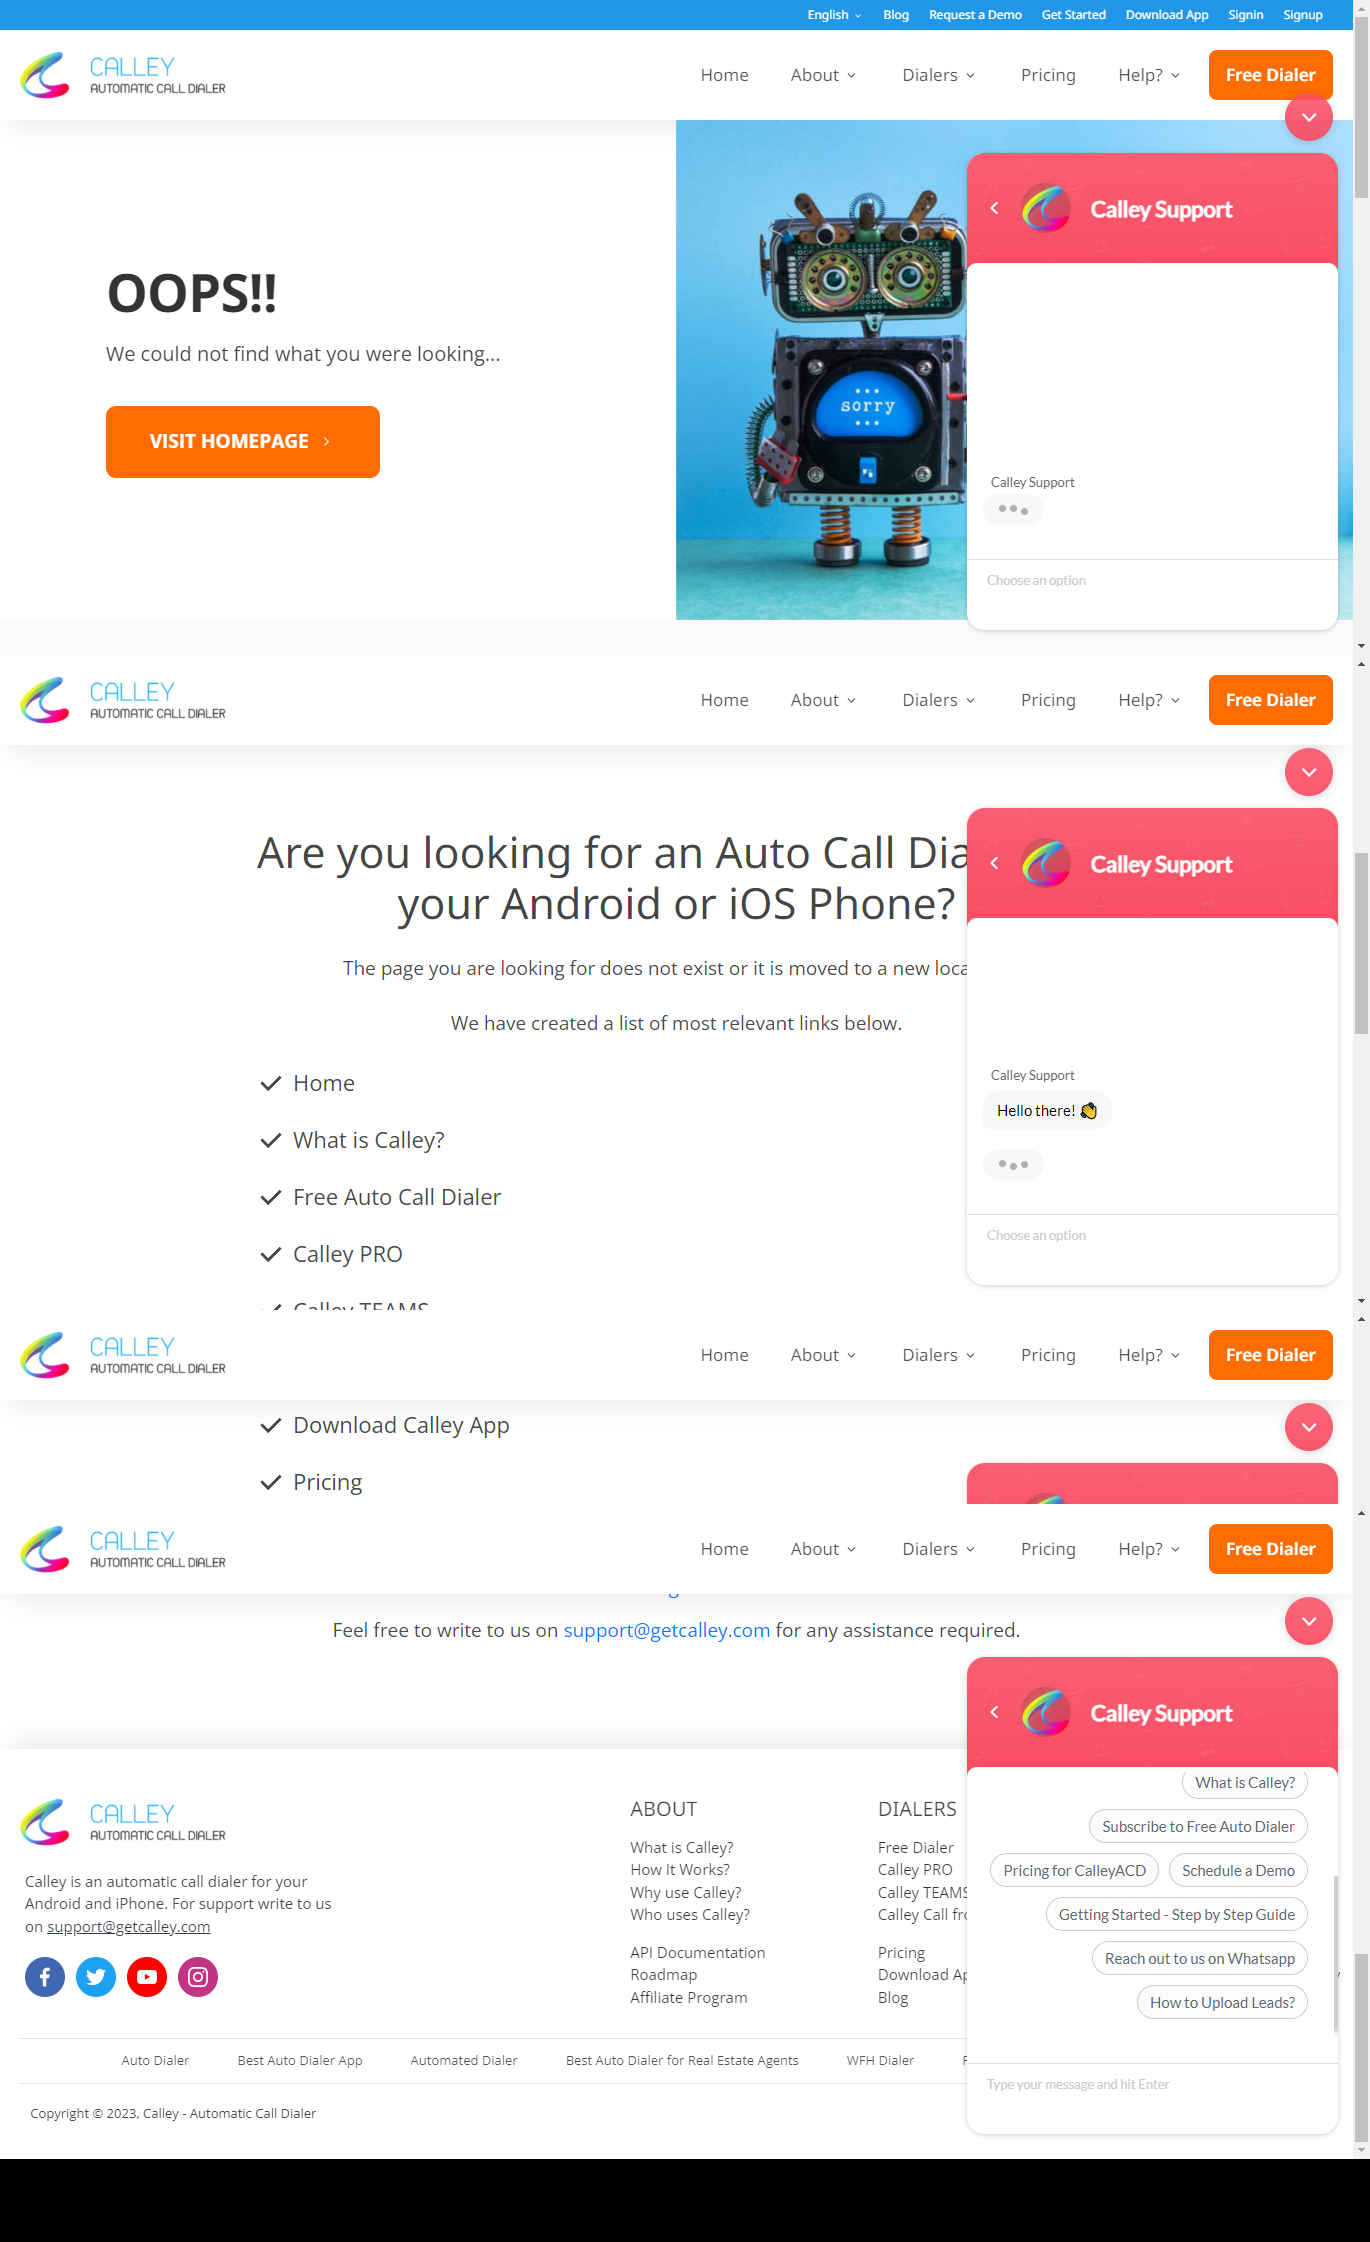 English
Blog
Request a Demo
Get Started
Download App
Signin
Signup
CALLEY
AUTOMATIC CALL DIALER
Home
About
Dialers
Pricing
Help?
Free Dialer
OOPS!!
We could not find what you were looking...
VISIT HOMEPAGE
sorry
Calley Support
Calley Support
Choose an option
CALLEY
AUTOMATIC CALL DIALER
Home
About
Dialers
Pricing
Help?
Free Dialer
Are you looking for an Auto Call Dia
your Android or iOS Phone?
The page you are looking for does not exist or it is moved to a new loca
We have created a list of most relevant links below.
Home
What is Calley?
Free Auto Call Dialer
Calley PRO
Calley TEAMS
Calley Support
Calley Support
Hello there!
Choose an option
CALLEY
AUTOMATIC CALL DIALER
Home
About
Dialers
Pricing
Help?
Free Dialer
Download Calley App
Pricing
CALLEY
AUTOMATIC CALL DIALER
Home
About
Dialers
Pricing
Help?
Free Dialer
Feel free to write to us on support@getcalley.com for any assistance required.
CALLEY
AUTOMATIC CALL DIALER
Calley is an automatic call dialer for your
Android and iPhone. For support write to us
on support@getcalley.com
ABOUT
What is Calley?
How It Works?
Why use Calley?
Who uses Calley?
API Documentation
Roadmap
Affiliate Program
DIALERS
Free Dialer
Calley PRO
Calley TEAMS
Calley Call fr
Pricing
Download Ap
Blog
Calley Support
What is Calley?
Subscribe to Free Auto Dialer
Pricing for CalleyACD
Schedule a Demo
Getting Started - Step by Step Guide
Reach out to us on Whatsapp
How to Upload Leads?
Type your message and hit Enter
Auto Dialer
Best Auto Dialer App
Automated Dialer
Best Auto Dialer for Real Estate Agents
WFH Dialer
Copyright © 2023, Calley - Automatic Call Dialer